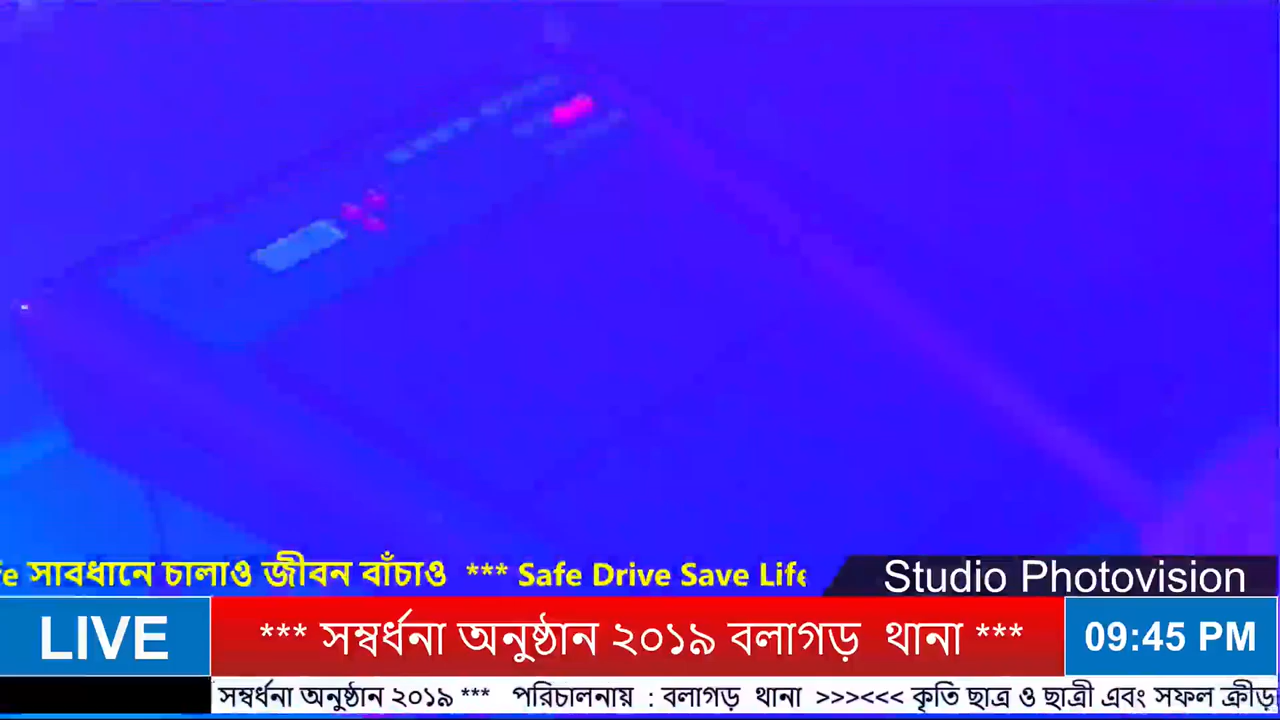 সাবধানে চালাও জীবন বাঁচাও *** Safe Drive Save Life
Studio Photovision
LIVE
*** সম্বর্ধনা অনুষ্ঠান ২০১৯ বলাগড় থানা ***
09:45 PM
সম্বর্ধনা অনুষ্ঠান ২০১৯ *** পরিচালনায় : বলাগড় থানা >>><<< কৃতি ছাত্র ও ছাত্রী এবং সফল